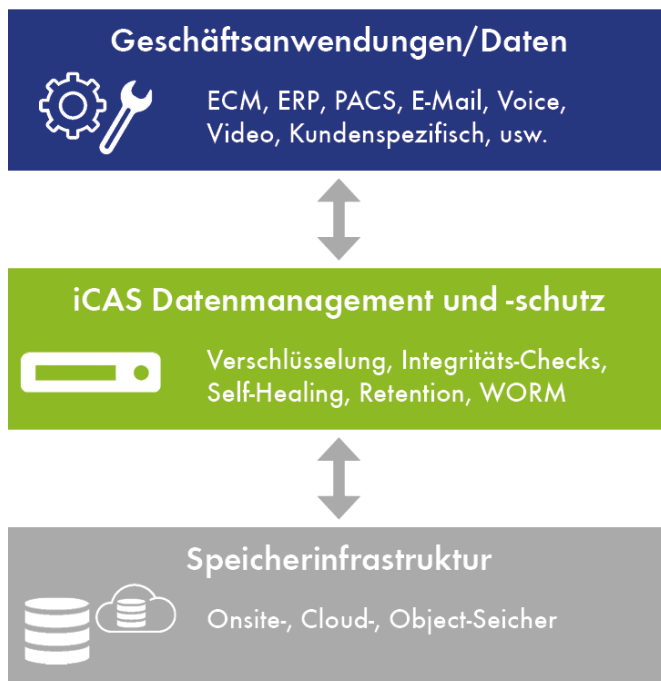 Geschäftsanwendungen/Daten
ECM, ERP, PACS, E-Mail, Voice,
Video, Kundenspezifisch, usw.
iCAS Datenmanagement und -schutz
Verschlüsselung, Integritäts-Checks,
Self-Healing, Retention, WORM
Speicherinfrastruktur
Onsite-, Cloud-, Object-Seicher